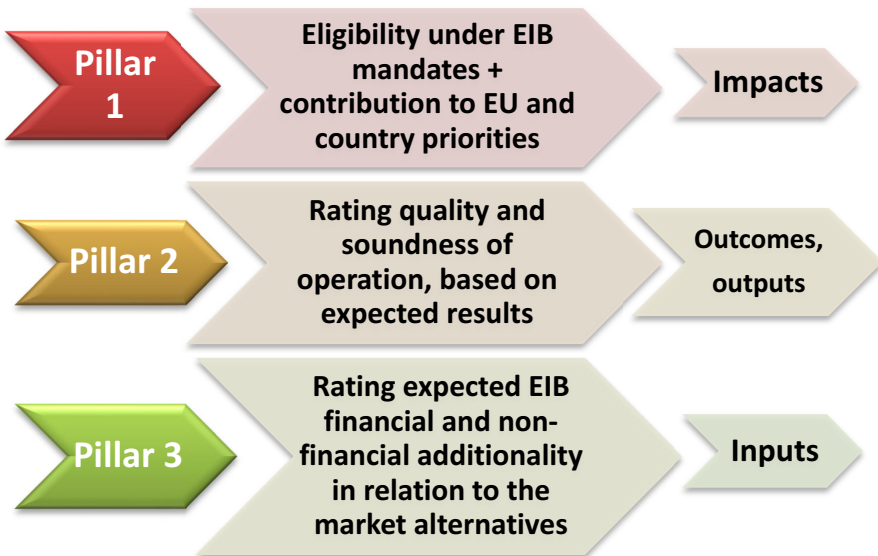 Pillar
1
Eligibility under EIB
mandates +
contribution to EU and
country priorities
Impacts
Pillar 2
Rating quality and
soundness of
operation, based on
expected results
Outcomes,
outputs
Pillar 3
Rating expected EIB
financial and non-
financial additionality
in relation to the
market alternatives
Inputs